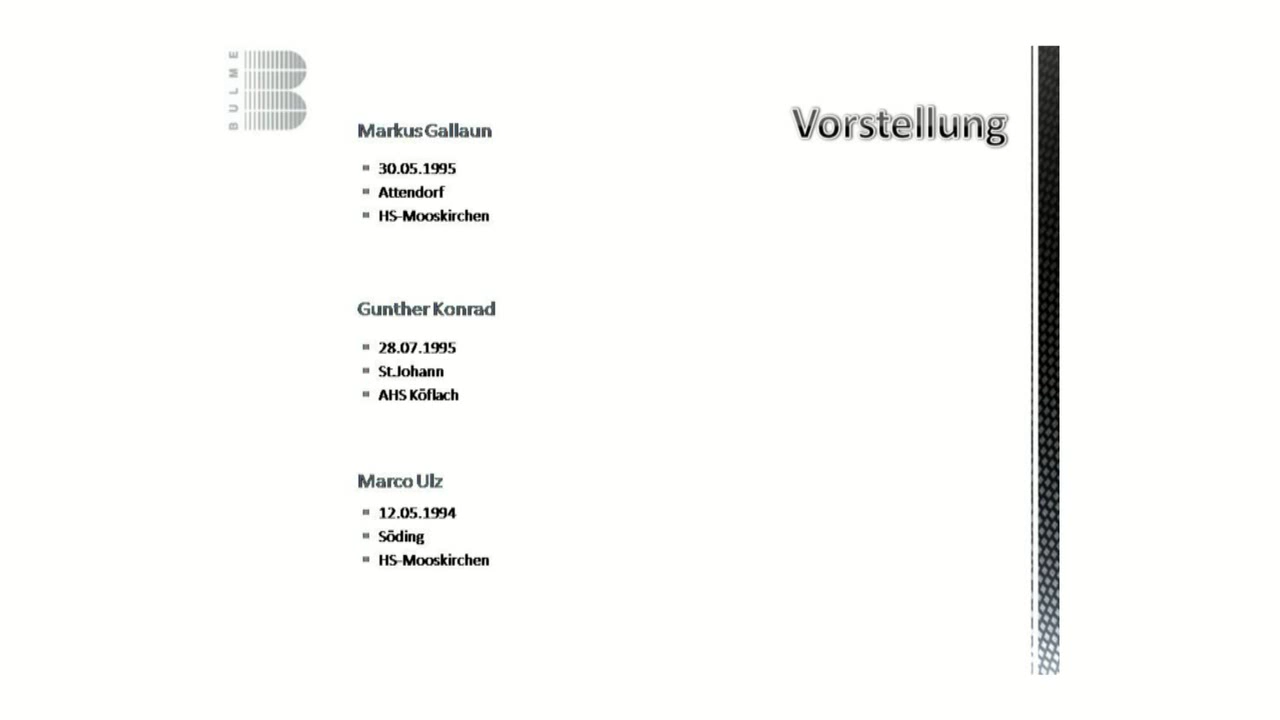 BULME
Vorstellung
Markus Gallaun
30.05.1995
Attendorf
HS-Mooskirchen
Gunther Konrad
28.07.1995
St.Johann
AHS Köflach
Marco Ulz
12.05.1994
Söding
HS-Mooskirchen